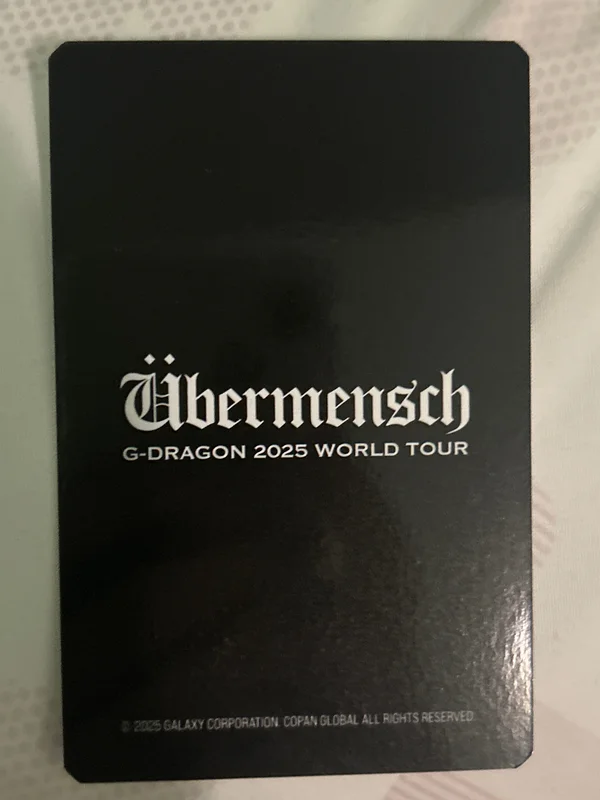 Übermensch
G-DRAGON 2025 WORLD TOUR
© 2025 GALAXY CORPORATION. COPAN GLOBAL ALL RIGHTS RESERVED.